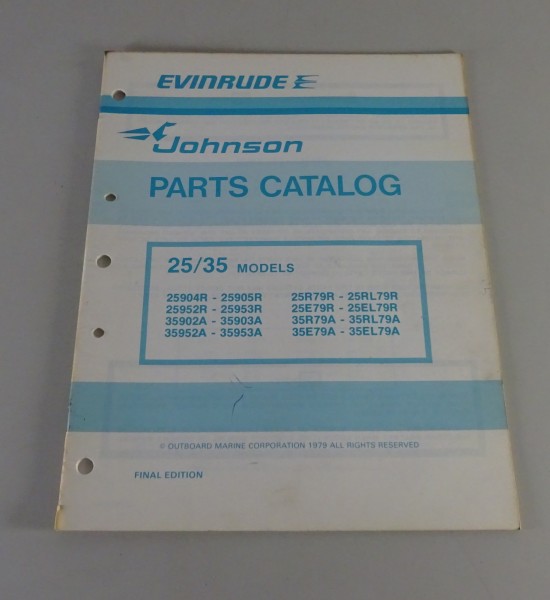 EVINRUDE
Johnson
PARTS CATALOG
25/35 MODELS
25904R - 25905R 25R79R - 25RL79R
25952R - 25953R 25E79R - 25EL79R
35902A - 35903A 35R79A - 35RL79A
35952A - 35953A 35E79A - 35EL79A
© OUTBOARD MARINE CORPORATION 1979 ALL RIGHTS RESERVED
FINAL EDITION